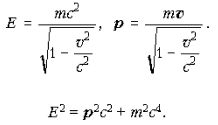 E = mc² / √(1 − v²/c²), p = mv / √(1 − v²/c²).
E² = p²c² + m²c⁴.